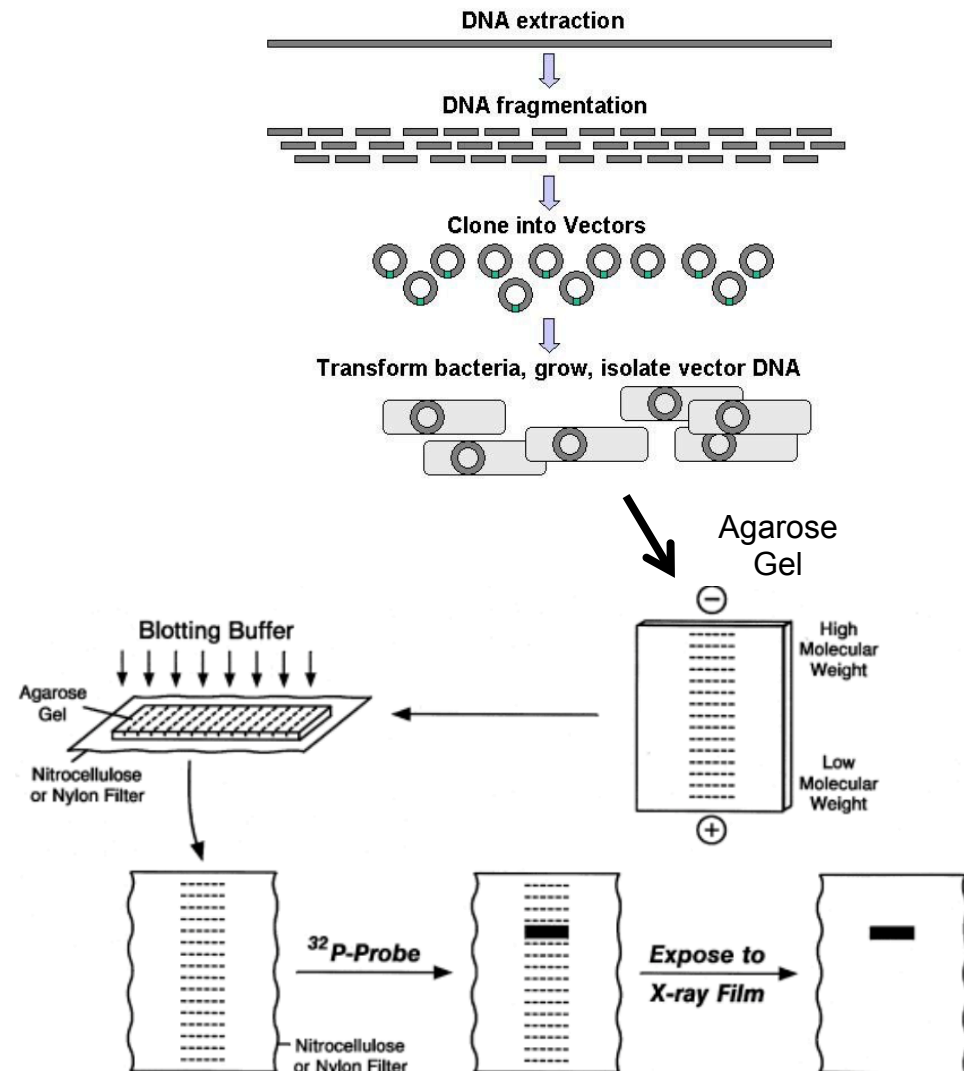 DNA extraction
DNA fragmentation
Clone into Vectors
Transform bacteria, grow, isolate vector DNA
Agarose
Gel
−
High
Molecular
Weight
Low
Molecular
Weight
+
Blotting Buffer
Agarose
Gel
Nitrocellulose
or Nylon Filter
32P-Probe
Expose to
X-ray Film
Nitrocellulose
or Nylon Filter